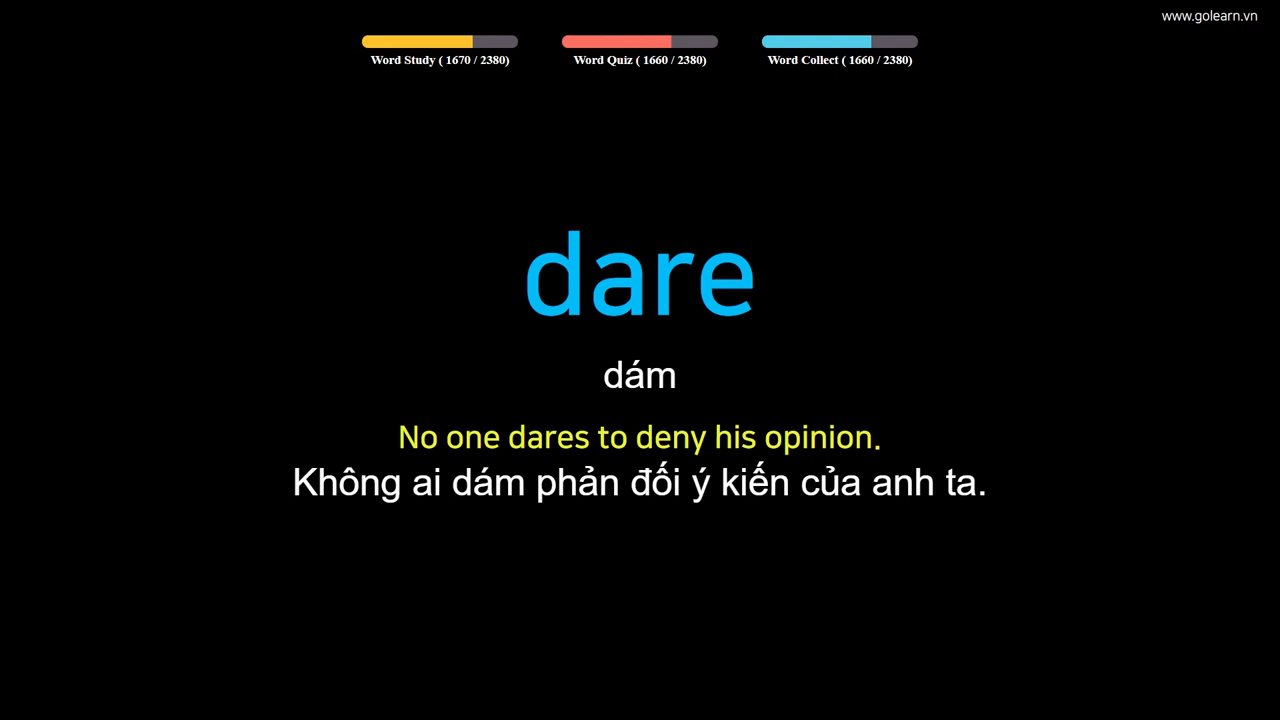 www.golearn.vn
Word Study ( 1670 / 2380) Word Quiz ( 1660 / 2380) Word Collect ( 1660 / 2380)
dare
dám
No one dares to deny his opinion.
Không ai dám phản đối ý kiến của anh ta.